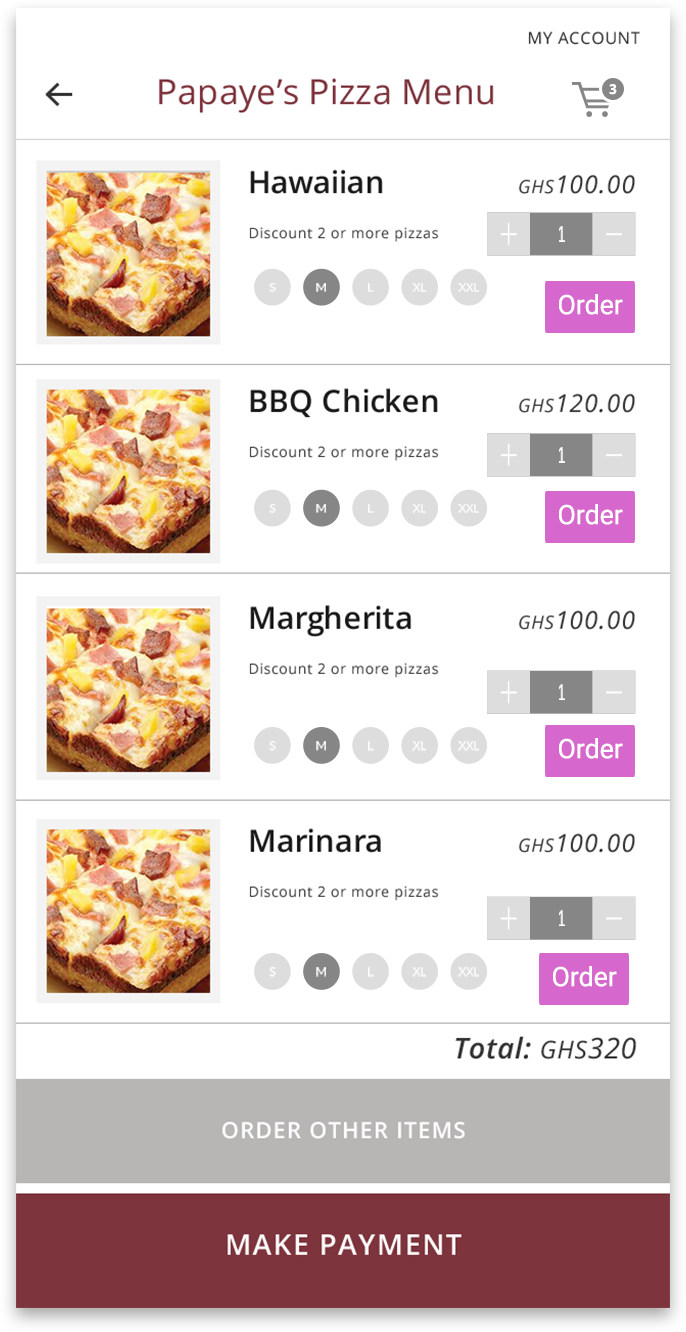 MY ACCOUNT
Papaye’s Pizza Menu
3
Hawaiian
GHS100.00
Discount 2 or more pizzas
+ 1 −
S M L XL XXL
Order
BBQ Chicken
GHS120.00
Discount 2 or more pizzas
+ 1 −
S M L XL XXL
Order
Margherita
GHS100.00
Discount 2 or more pizzas
+ 1 −
S M L XL XXL
Order
Marinara
GHS100.00
Discount 2 or more pizzas
+ 1 −
S M L XL XXL
Order
Total: GHS320
ORDER OTHER ITEMS
MAKE PAYMENT